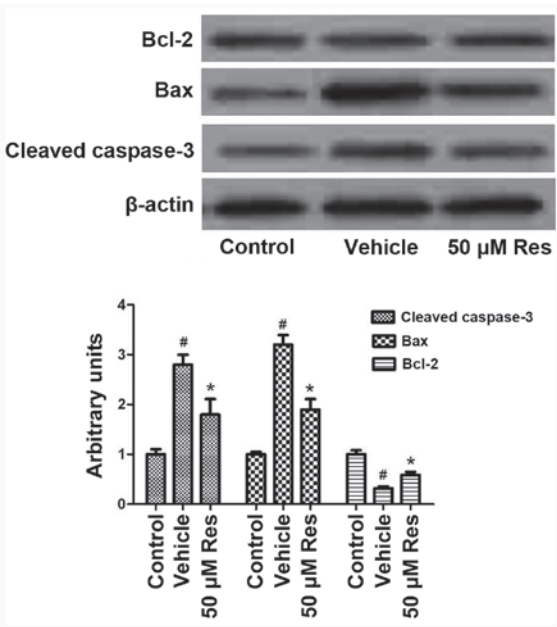 Bcl-2
Bax
Cleaved caspase-3
β-actin
Control Vehicle 50 µM Res
4
3
2
1
0
Arbitrary units
# * # * # *
Cleaved caspase-3
Bax
Bcl-2
Control Vehicle 50 µM Res Control Vehicle 50 µM Res Control Vehicle 50 µM Res